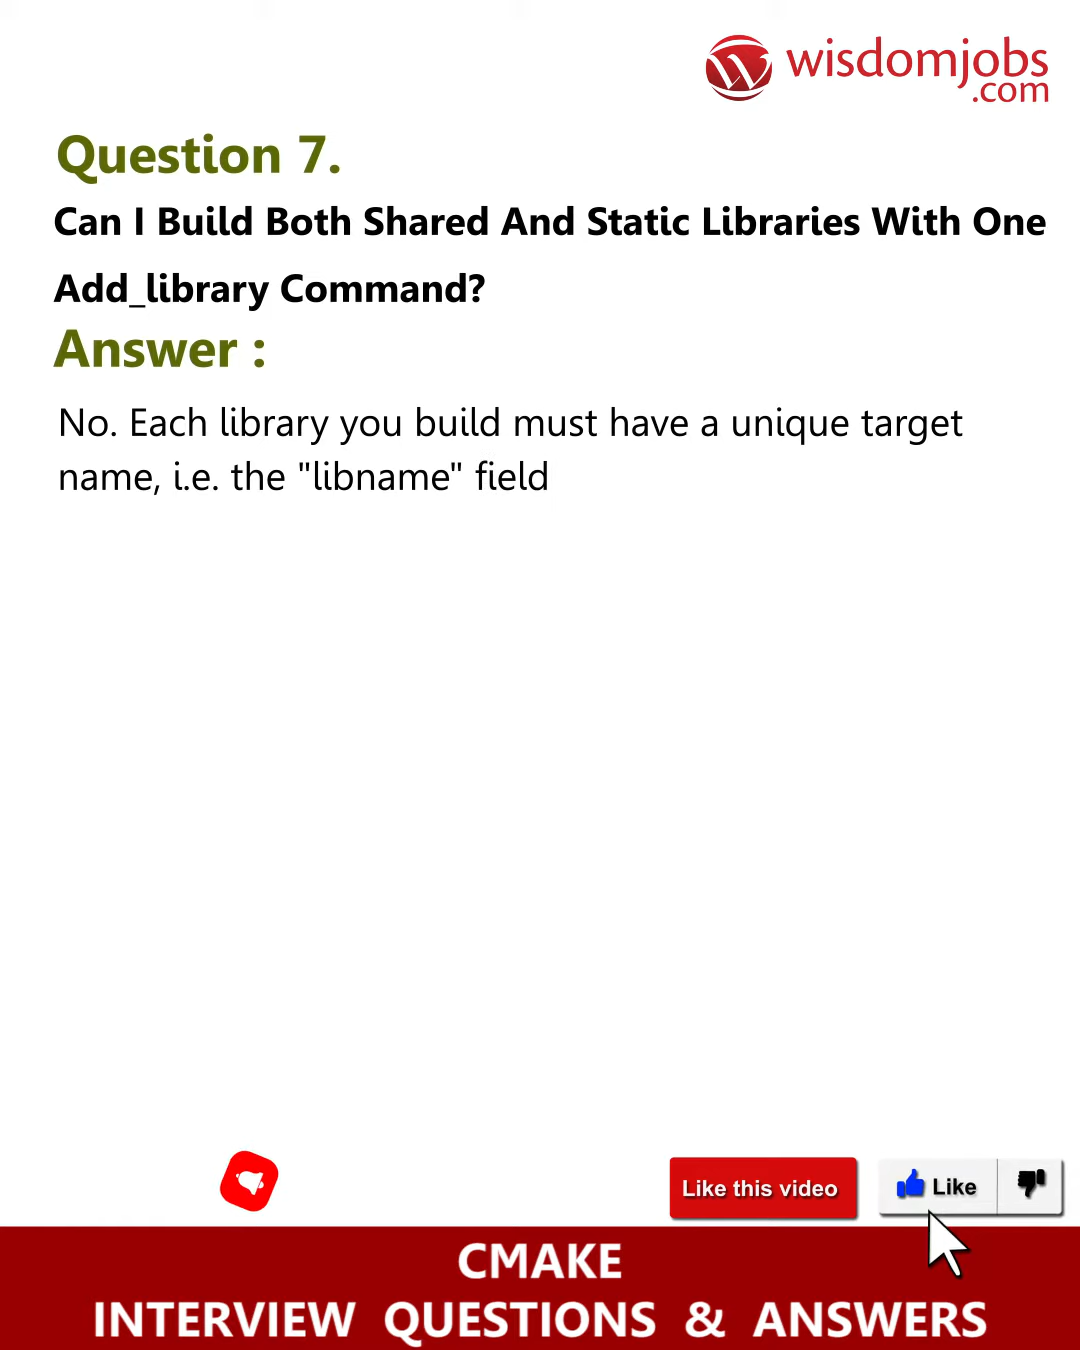 wisdomjobs
.com
Question 7.
Can I Build Both Shared And Static Libraries With One
Add_library Command?
Answer :
No. Each library you build must have a unique target
name, i.e. the "libname" field
Like this video
Like
CMAKE
INTERVIEW QUESTIONS & ANSWERS